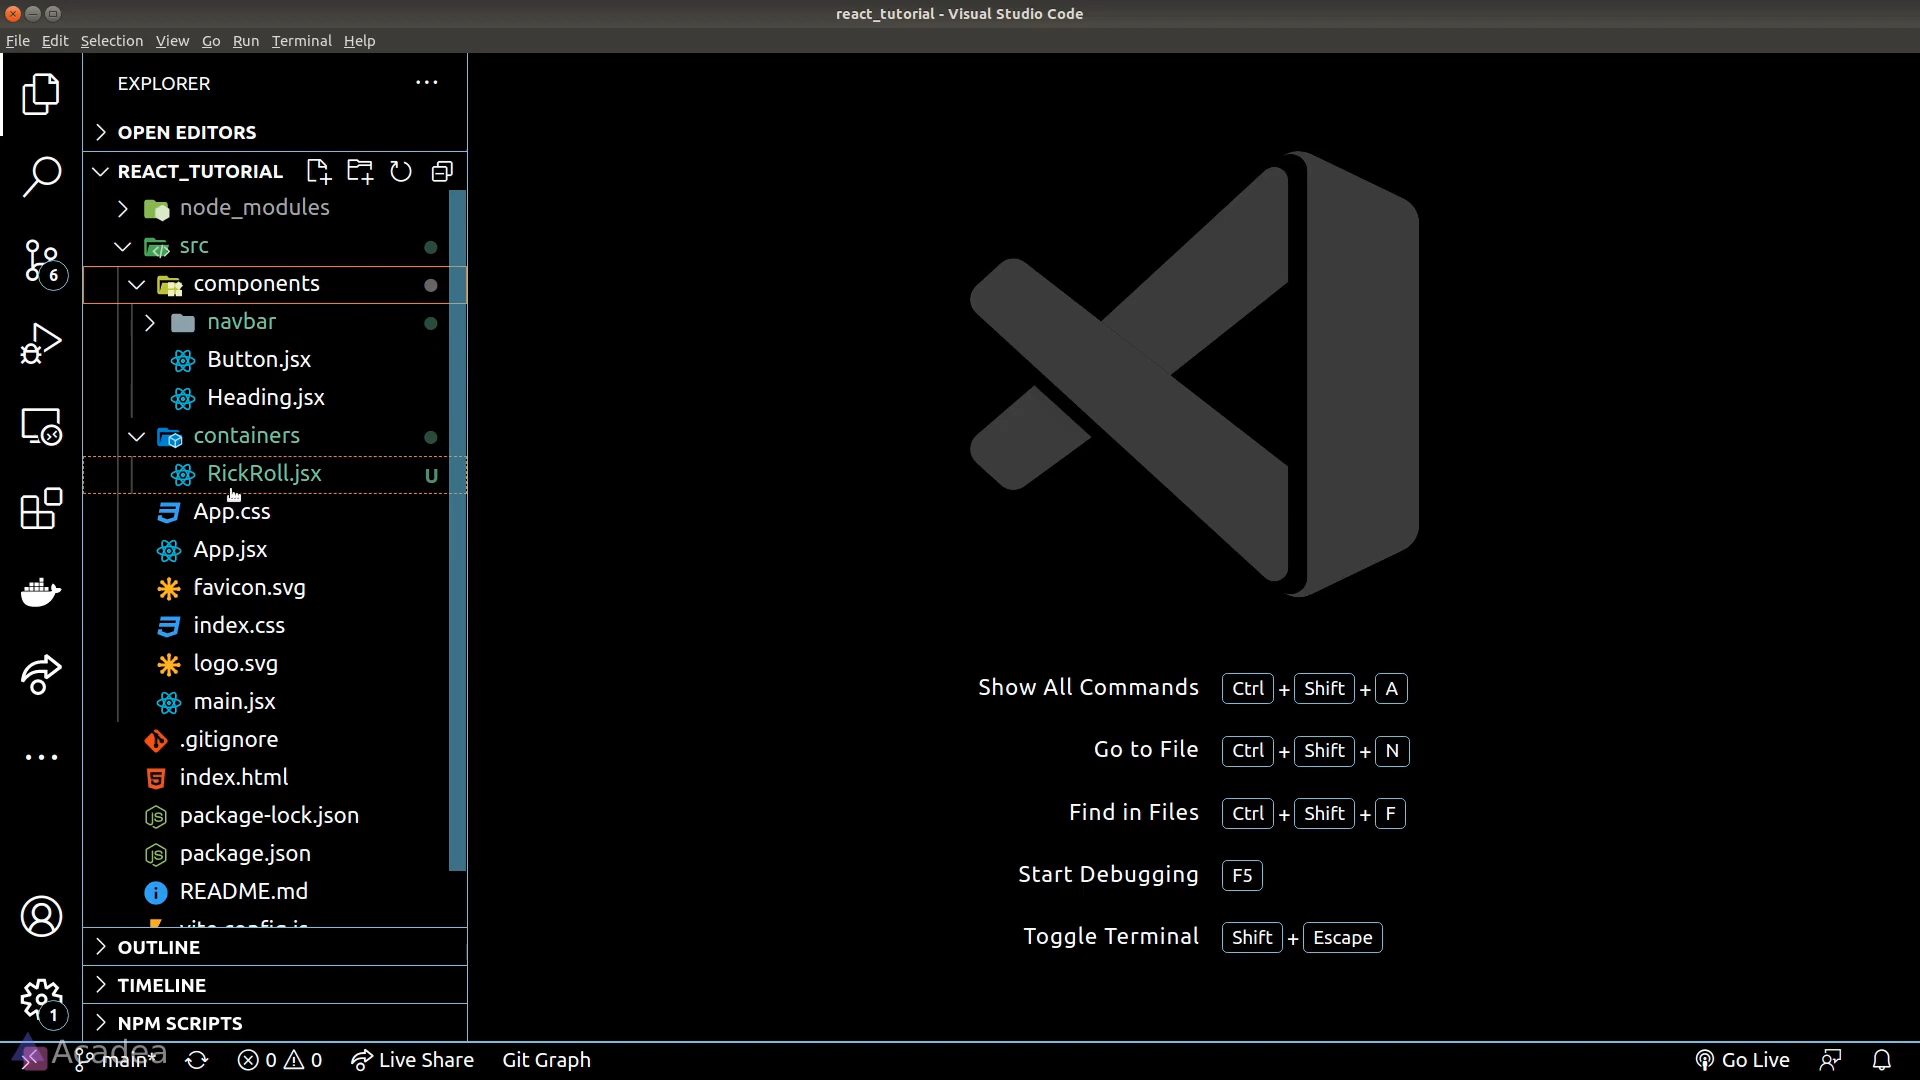 react_tutorial - Visual Studio Code
File Edit Selection View Go Run Terminal Help
EXPLORER
OPEN EDITORS
REACT_TUTORIAL
node_modules
src
components
navbar
Button.jsx
Heading.jsx
containers
RickRoll.jsx U
App.css
App.jsx
favicon.svg
index.css
logo.svg
main.jsx
.gitignore
index.html
package-lock.json
package.json
README.md
OUTLINE
TIMELINE
NPM SCRIPTS
6
1
Show All Commands Ctrl + Shift + A
Go to File Ctrl + Shift + N
Find in Files Ctrl + Shift + F
Start Debugging F5
Toggle Terminal Shift + Escape
Acadea
main* 0 0 Live Share Git Graph Go Live